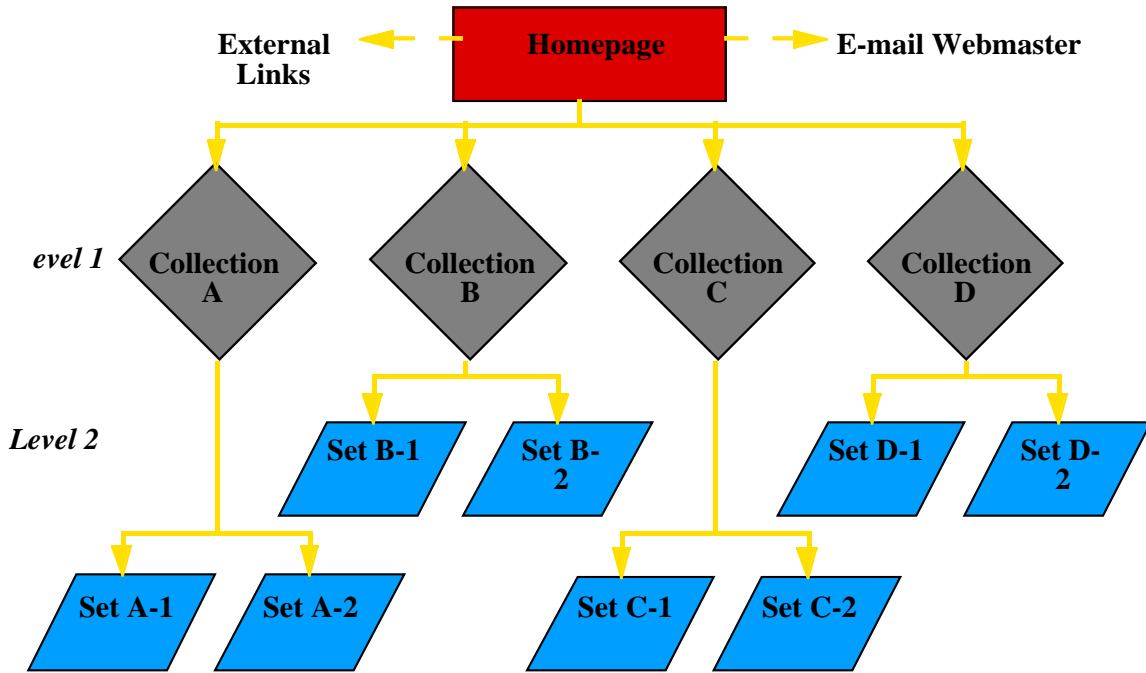 External
Links
Homepage
E-mail Webmaster
evel 1
Collection
A
Collection
B
Collection
C
Collection
D
Level 2
Set B-1
Set B-
2
Set D-1
Set D-
2
Set A-1
Set A-2
Set C-1
Set C-2